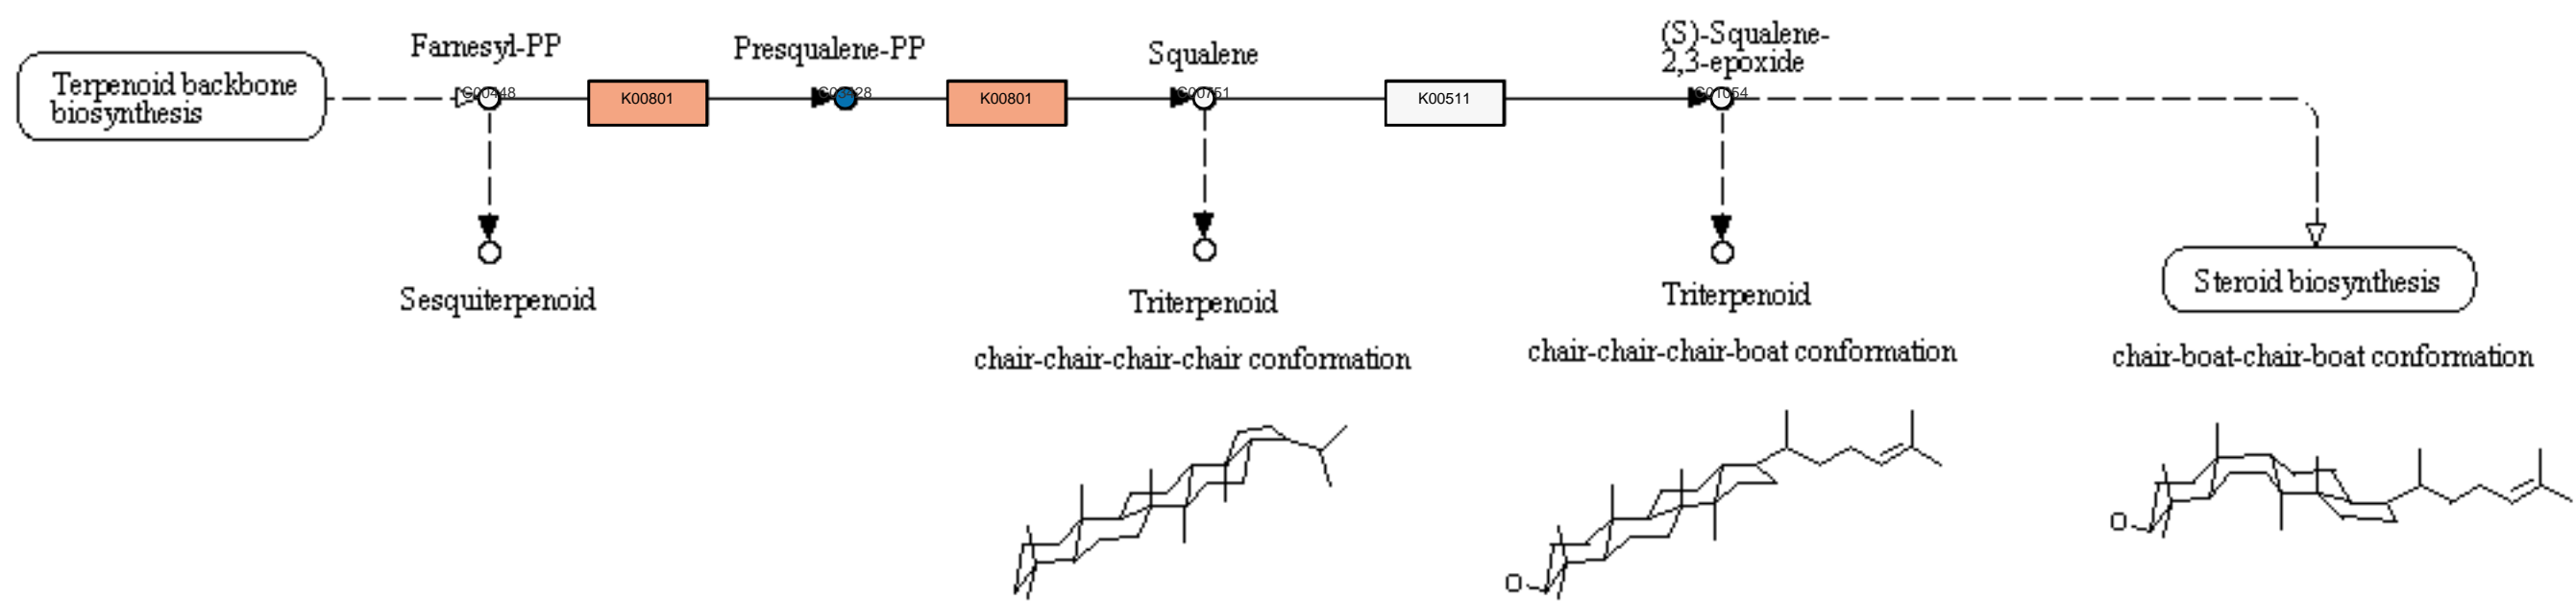 Farnesyl-PP
Presqualene-PP
Squalene
(S)-Squalene-
2,3-epoxide
Terpenoid backbone
biosynthesis
C00448
K00801
C03428
K00801
C00751
K00511
C01054
Sesquiterpenoid
Triterpenoid
chair-chair-chair-chair conformation
Triterpenoid
chair-chair-chair-boat conformation
Steroid biosynthesis
chair-boat-chair-boat conformation
O
O